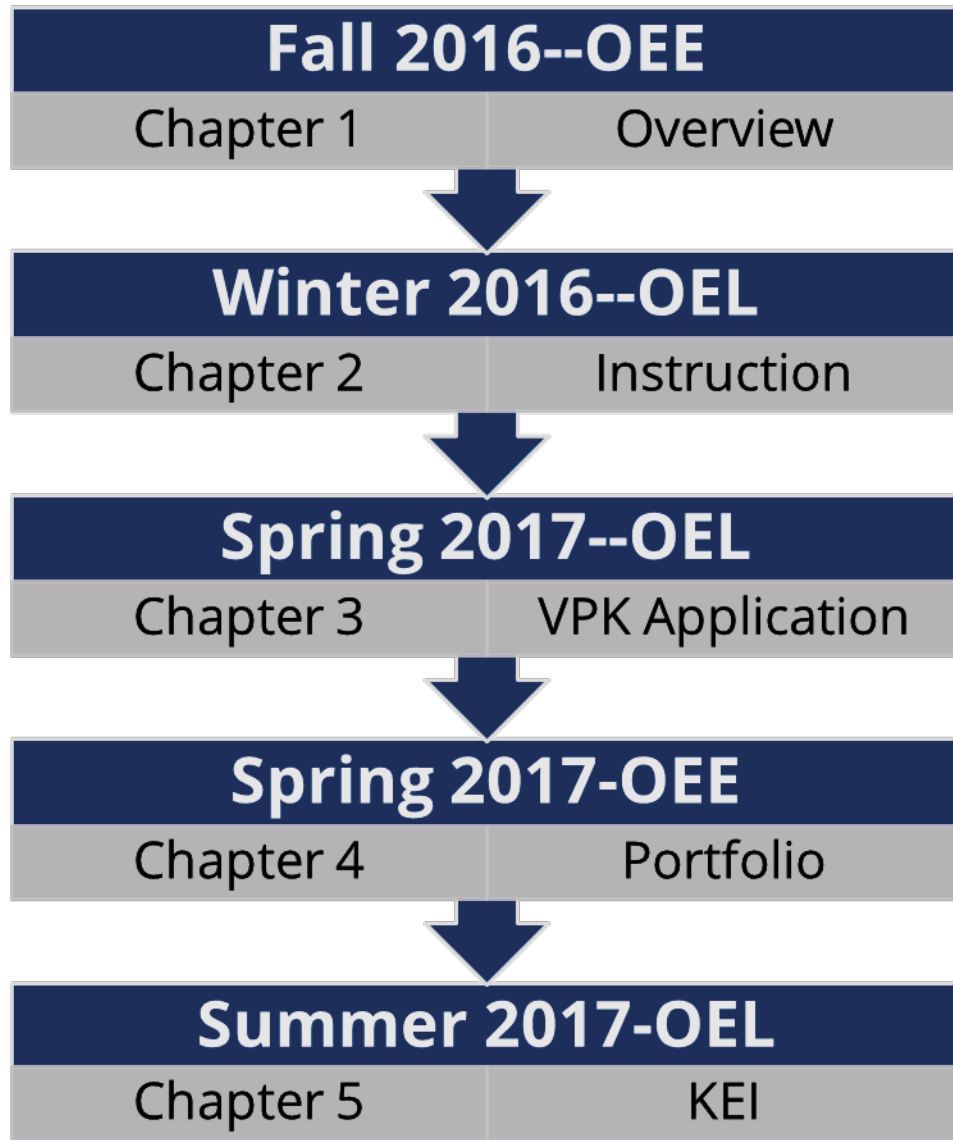 Fall 2016--OEE
Chapter 1 Overview
Winter 2016--OEL
Chapter 2 Instruction
Spring 2017--OEL
Chapter 3 VPK Application
Spring 2017-OEE
Chapter 4 Portfolio
Summer 2017-OEL
Chapter 5 KEI